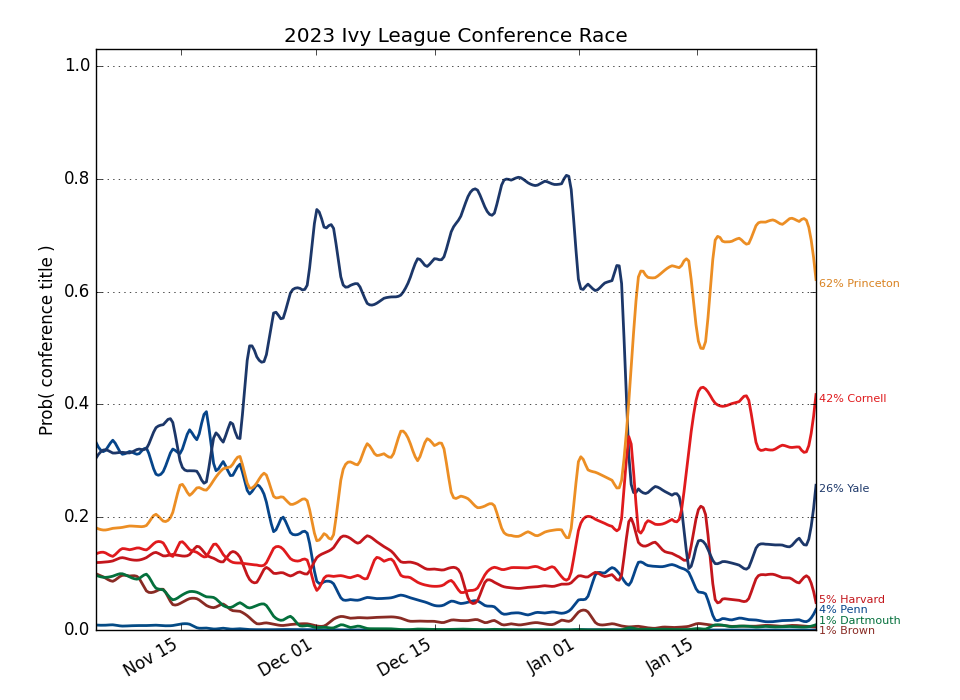 2023 Ivy League Conference Race
Prob( conference title )
1.0
0.8
0.6
0.4
0.2
0.0
Nov 15
Dec 01
Dec 15
Jan 01
Jan 15
62% Princeton
42% Cornell
26% Yale
5% Harvard
4% Penn
1% Dartmouth
1% Brown